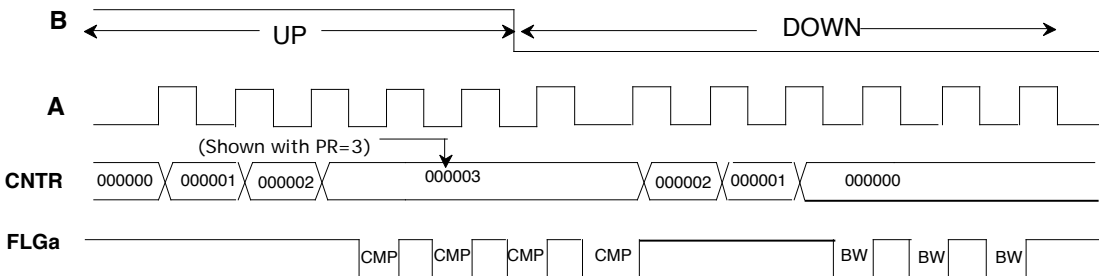 B UP DOWN
A
(Shown with PR=3)
CNTR 000000 000001 000002 000003 000002 000001 000000
FLGa CMP CMP CMP CMP BW BW BW